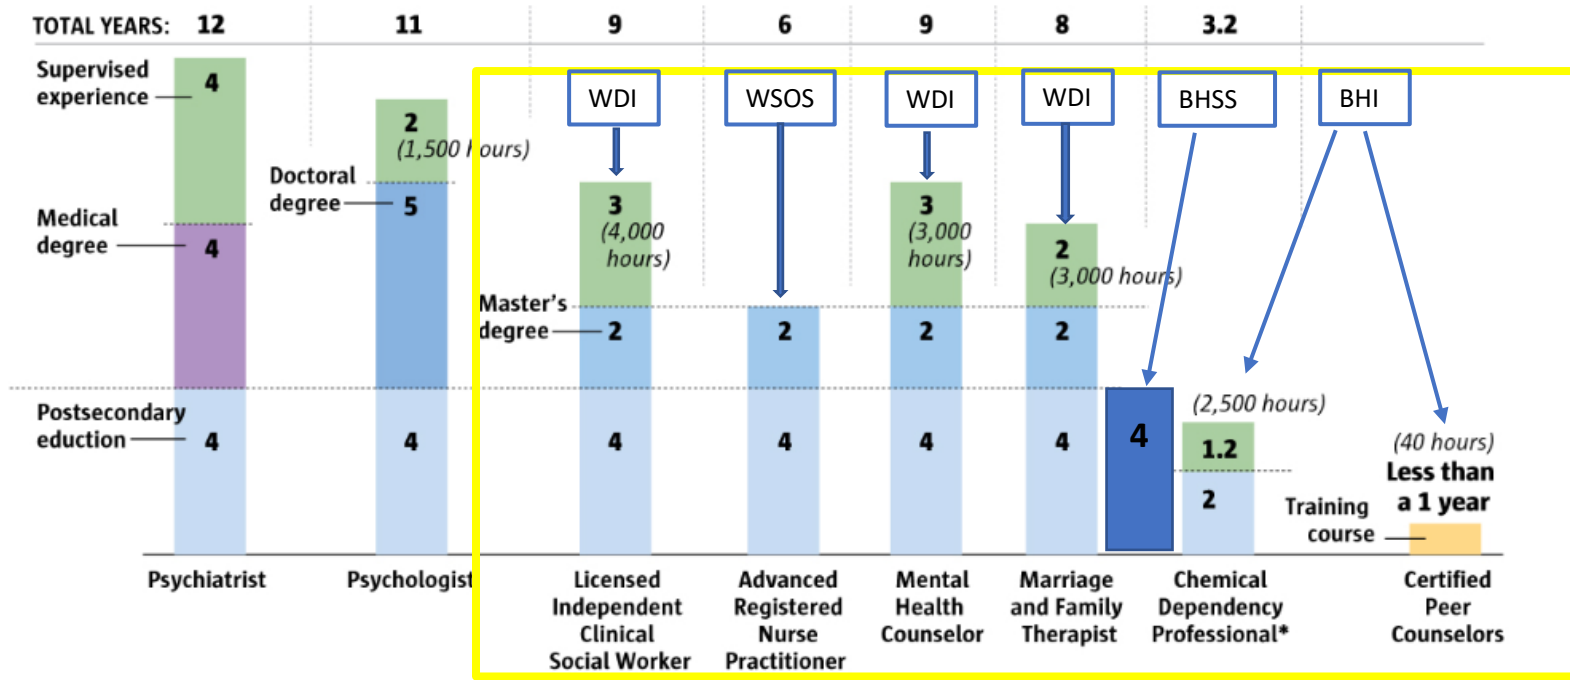 TOTAL YEARS: 12 11 9 6 9 8 3.2
WDI WSOS WDI WDI BHSS BHI
Supervised
experience
4
Medical
degree
4
Postsecondary
eduction
4
Psychiatrist
2
(1,500 hours)
Doctoral
degree
5
4
Psychologist
3
(4,000
hours)
Master's
degree
2
4
Licensed
Independent
Clinical
Social Worker
2
4
Advanced
Registered
Nurse
Practitioner
3
(3,000
hours)
2
4
Mental
Health
Counselor
2
(3,000 hours)
2
4
Marriage
and Family
Therapist
4
(2,500 hours)
1.2
2
Chemical
Dependency
Professional*
(40 hours)
Less than
a 1 year
Training
course
Certified
Peer
Counselors